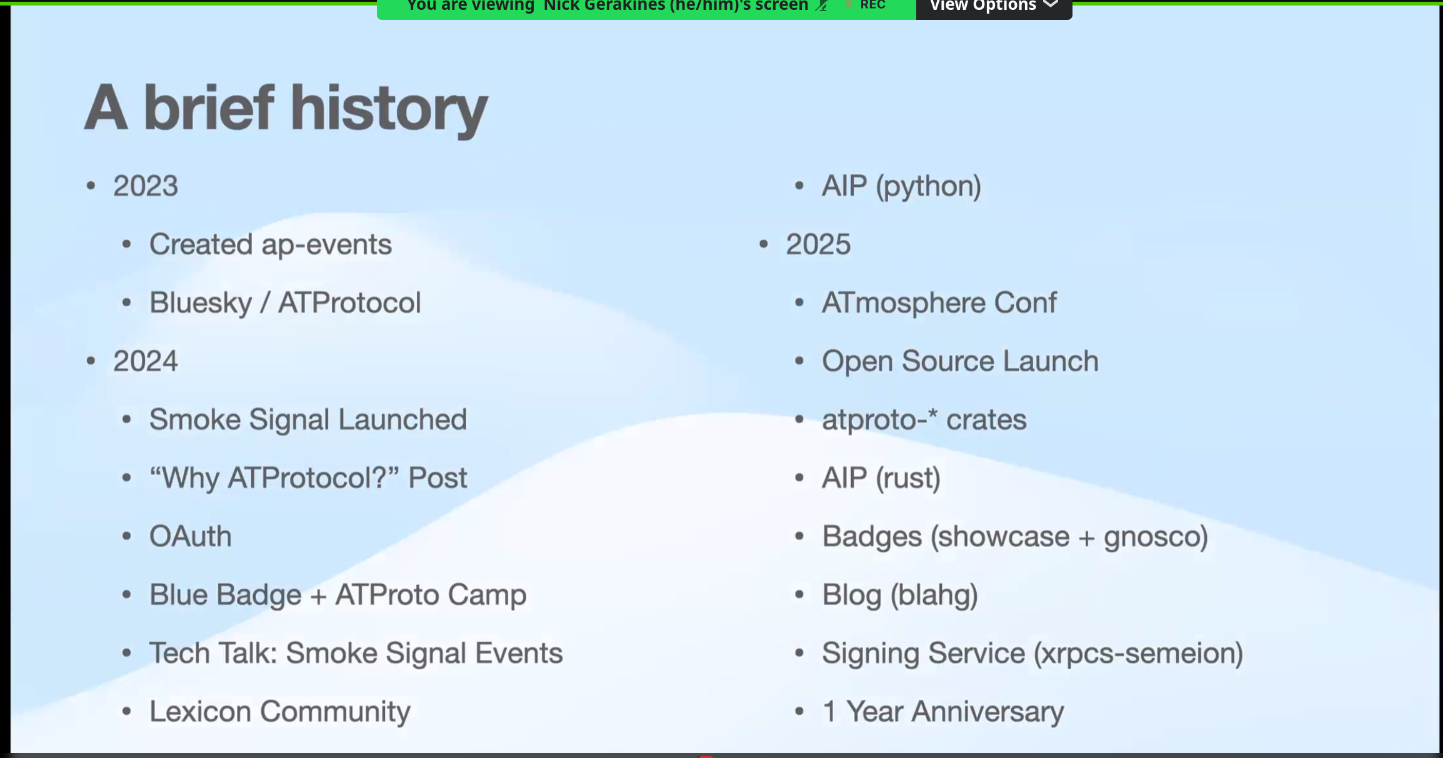 You are viewing Nick Gerakines (he/him)'s screen
REC
View Options
A brief history
• 2023
• Created ap-events
• Bluesky / ATProtocol
• 2024
• Smoke Signal Launched
• “Why ATProtocol?” Post
• OAuth
• Blue Badge + ATProto Camp
• Tech Talk: Smoke Signal Events
• Lexicon Community
• AIP (python)
• 2025
• ATmosphere Conf
• Open Source Launch
• atproto-* crates
• AIP (rust)
• Badges (showcase + gnosco)
• Blog (blahg)
• Signing Service (xrpcs-semeion)
• 1 Year Anniversary